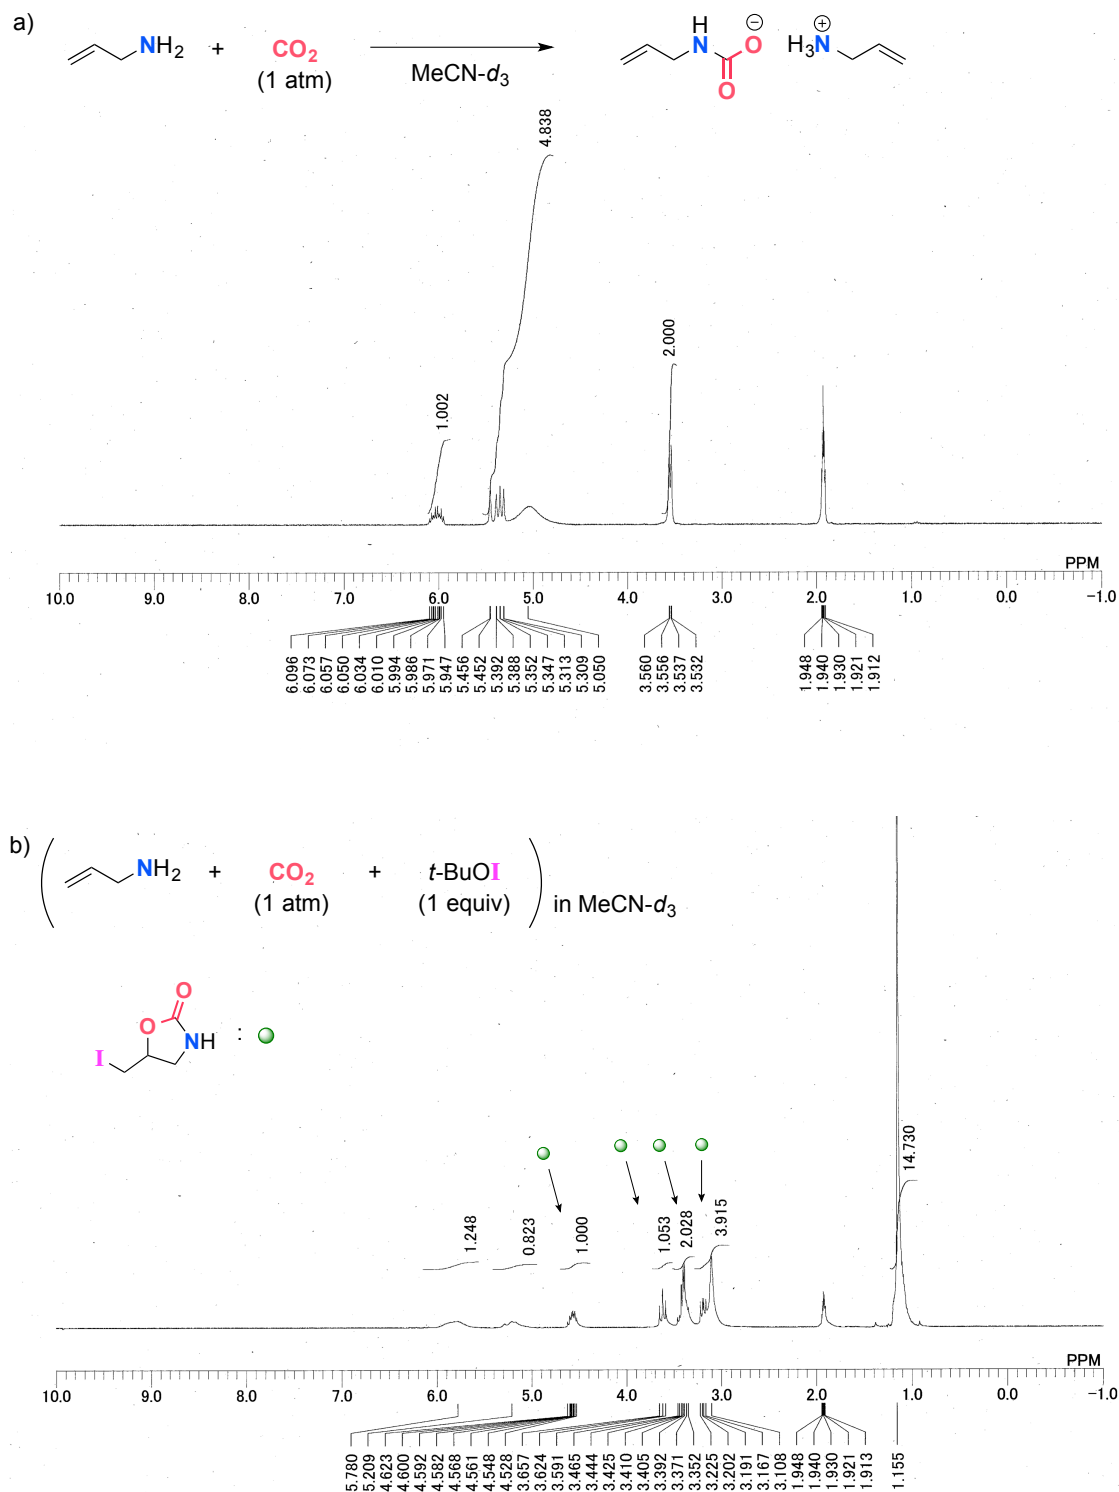 a)
NH2 + CO2 H N O⊖ O H3N⊕
(1 atm) MeCN-d3
4.838
2.000
1.002
PPM
10.0 9.0 8.0 7.0 6.0 5.0 4.0 3.0 2.0 1.0 0.0 −1.0
6.096 6.073 6.057 6.050 6.034 6.010 5.994 5.986 5.971 5.947 5.456 5.452 5.392 5.388 5.352 5.347 5.313 5.309 5.050 3.560 3.556 3.537 3.532 1.948 1.940 1.930 1.921 1.912
b)
NH2 + CO2 + t-BuOI
(1 atm) (1 equiv) in MeCN-d3
O
O NH :
I
1.248 0.823 1.000 1.053 2.028 3.915 14.730
PPM
10.0 9.0 8.0 7.0 6.0 5.0 4.0 3.0 2.0 1.0 0.0 −1.0
5.780 5.209 4.623 4.600 4.592 4.582 4.568 4.561 4.548 4.528 3.657 3.624 3.591 3.465 3.444 3.425 3.410 3.405 3.392 3.371 3.352 3.225 3.202 3.191 3.167 3.108 1.948 1.940 1.930 1.921 1.913 1.155